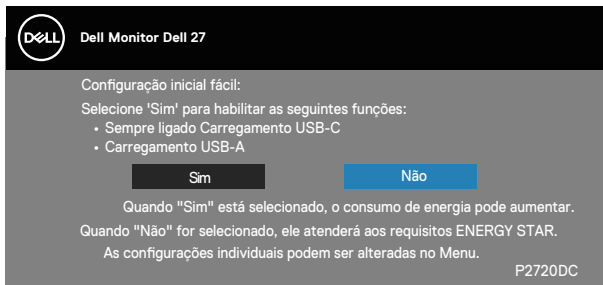 DELL
Dell Monitor Dell 27
Configuração inicial fácil:
Selecione 'Sim' para habilitar as seguintes funções:
• Sempre ligado Carregamento USB-C
• Carregamento USB-A
Sim Não
Quando "Sim" está selecionado, o consumo de energia pode aumentar.
Quando "Não" for selecionado, ele atenderá aos requisitos ENERGY STAR.
As configurações individuais podem ser alteradas no Menu.
P2720DC